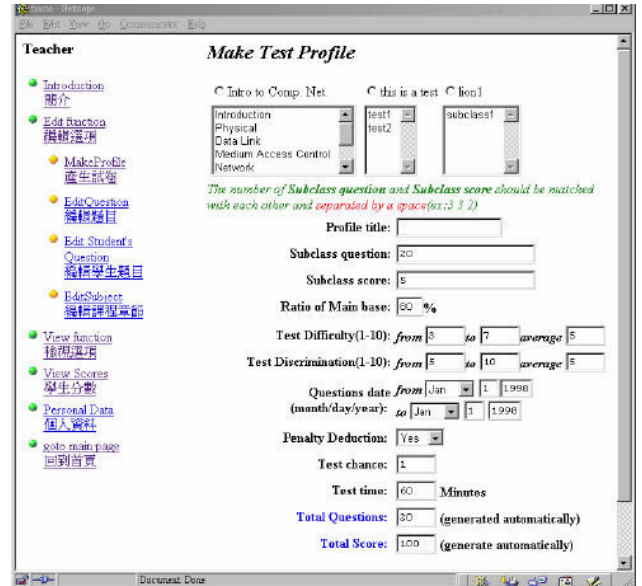 frame - Netscape
File Edit View Go Communicator Help
Teacher
Introduction
簡介
Edit function
編輯選項
MakeProfile
產生試卷
EditQuestion
編輯題目
Edit Student's
Question
編輯學生題目
EditSubject
編輯課程章節
View function
檢視選項
View Scores
學生分數
Personal Data
個人資料
goto main page
回到首頁
Make Test Profile
Intro to Comp. Net. this is a test lion1
Introduction test1 subclass1
Physical test2
Data Link
Medium Access Control
Network
The number of Subclass question and Subclass score should be matched
with each other and separated by a space(ex:3 3 2)
Profile title:
Subclass question: 20
Subclass score: 5
Ratio of Main base: 80 %
Test Difficulty(1-10): from 3 to 7 average 5
Test Discrimination(1-10): from 5 to 10 average 5
Questions date from Jan 1 1998
(month/day/year): to Jan 1 1998
Penalty Deduction: Yes
Test chance: 1
Test time: 60 Minutes
Total Questions: 20 (generated automatically)
Total Score: 100 (generate automatically)
Document: Done